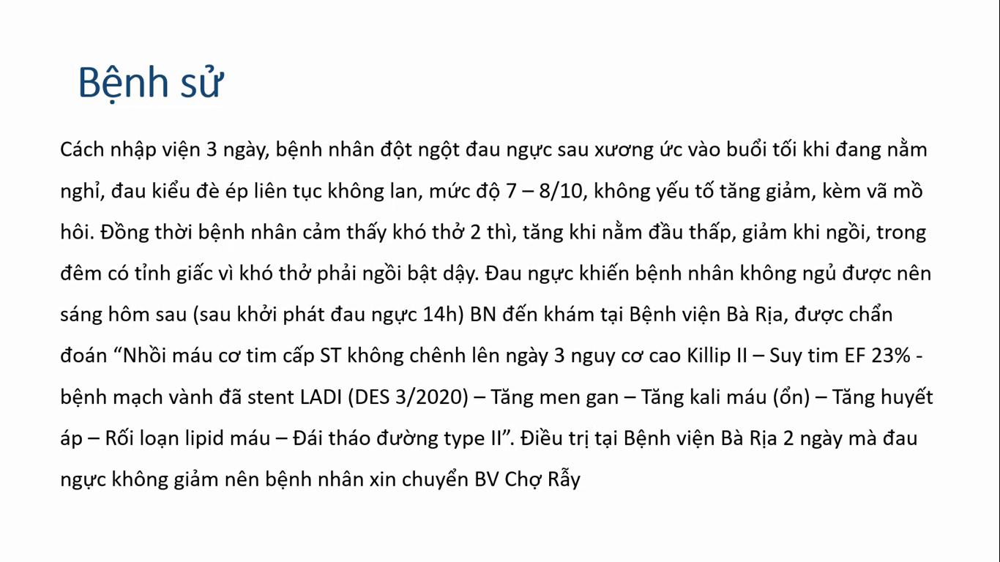 Bệnh sử
Cách nhập viện 3 ngày, bệnh nhân đột ngột đau ngực sau xương ức vào buổi tối khi đang nằm
nghỉ, đau kiểu đè ép liên tục không lan, mức độ 7 – 8/10, không yếu tố tăng giảm, kèm vã mồ
hôi. Đồng thời bệnh nhân cảm thấy khó thở 2 thì, tăng khi nằm đầu thấp, giảm khi ngồi, trong
đêm có tỉnh giấc vì khó thở phải ngồi bật dậy. Đau ngực khiến bệnh nhân không ngủ được nên
sáng hôm sau (sau khởi phát đau ngực 14h) BN đến khám tại Bệnh viện Bà Rịa, được chẩn
đoán “Nhồi máu cơ tim cấp ST không chênh lên ngày 3 nguy cơ cao Killip II – Suy tim EF 23% -
bệnh mạch vành đã stent LADI (DES 3/2020) – Tăng men gan – Tăng kali máu (ổn) – Tăng huyết
áp – Rối loạn lipid máu – Đái tháo đường type II”. Điều trị tại Bệnh viện Bà Rịa 2 ngày mà đau
ngực không giảm nên bệnh nhân xin chuyển BV Chợ Rẫy